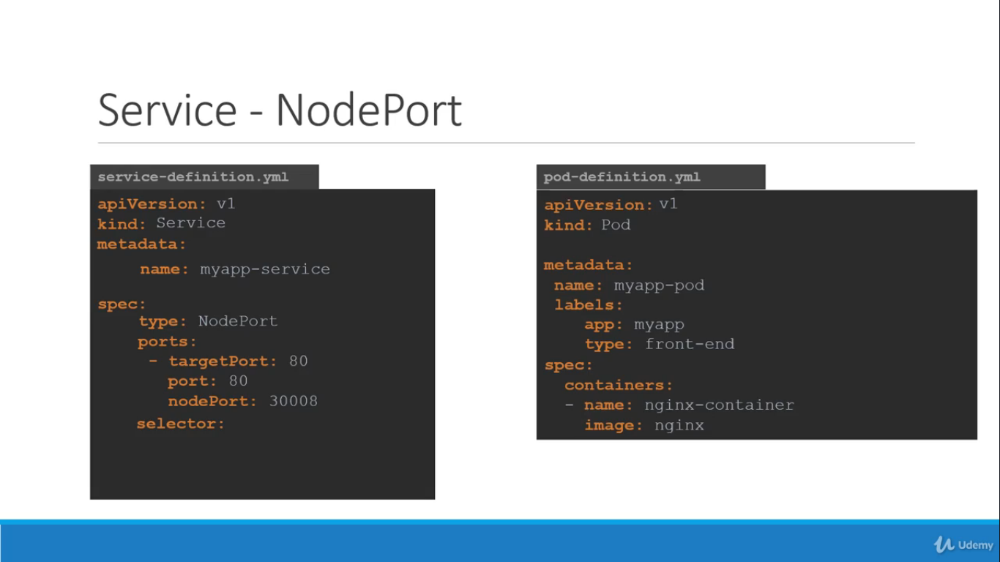 Service - NodePort
service-definition.yml
apiVersion: v1
kind: Service
metadata:
name: myapp-service
spec:
type: NodePort
ports:
- targetPort: 80
port: 80
nodePort: 30008
selector:
pod-definition.yml
apiVersion: v1
kind: Pod
metadata:
name: myapp-pod
labels:
app: myapp
type: front-end
spec:
containers:
- name: nginx-container
image: nginx
Udemy